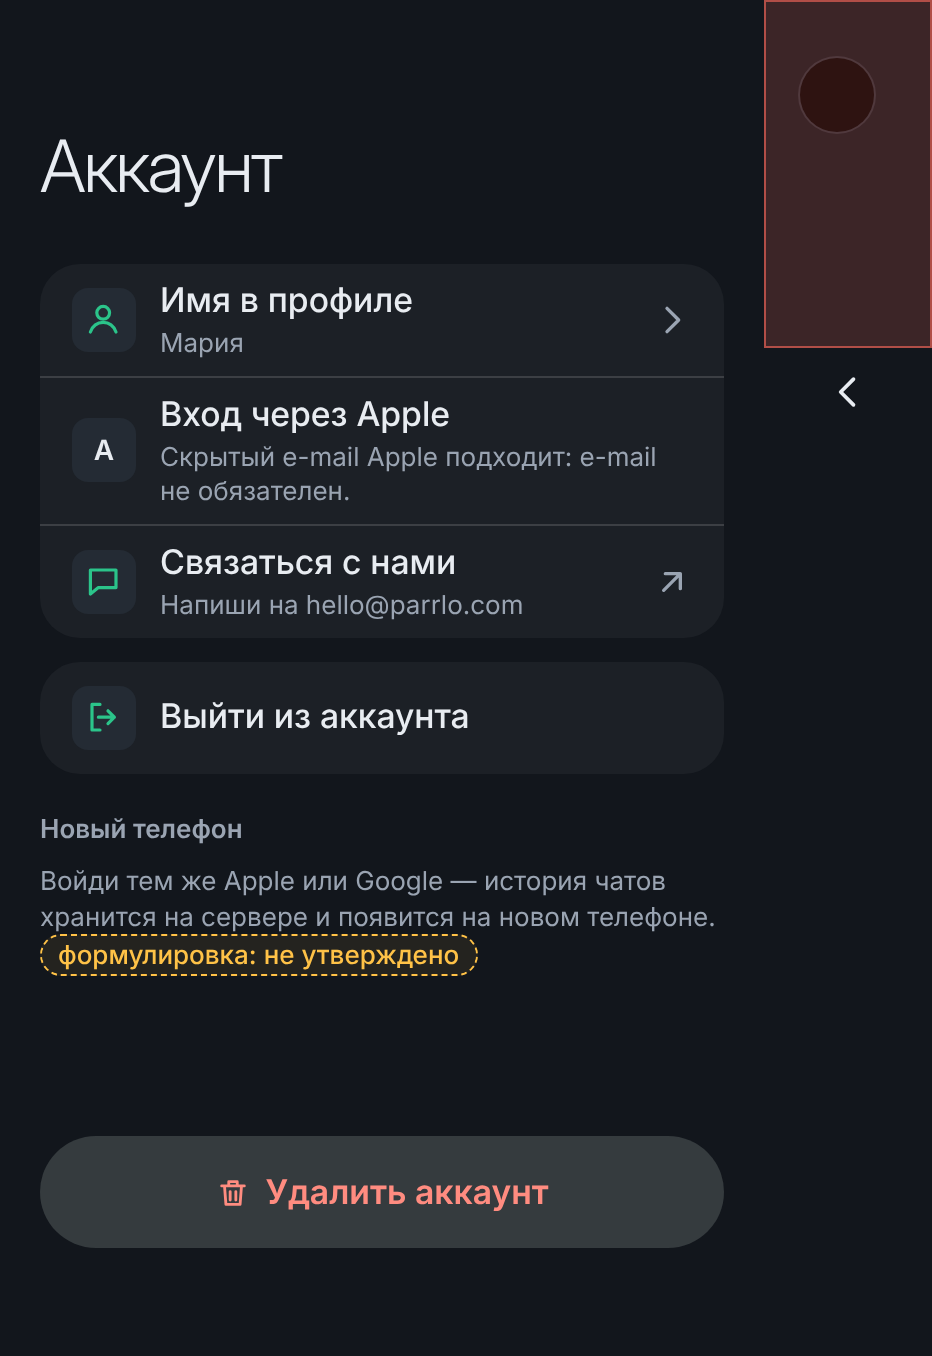 Аккаунт
Имя в профиле
Мария
Вход через Apple
A
Скрытый e-mail Apple подходит: e-mail
не обязателен.
Связаться с нами
Напиши на hello@parrlo.com
Выйти из аккаунта
Новый телефон
Войди тем же Apple или Google — история чатов
хранится на сервере и появится на новом телефоне.
формулировка: не утверждено
Удалить аккаунт